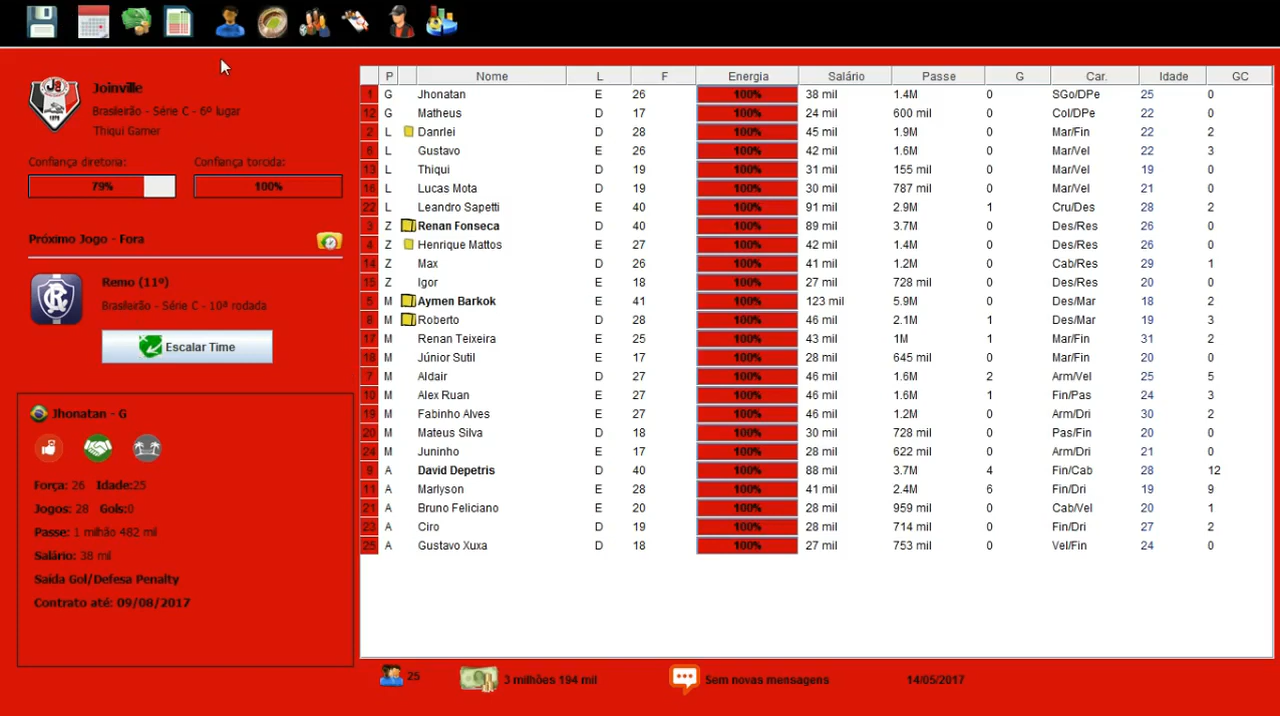 Joinville
Brasileirão - Série C - 6º lugar
Thiqui Gamer
Confiança diretoria: Confiança torcida:
79% 100%
Próximo Jogo - Fora
Remo (11º)
Brasileirão - Série C - 10ª rodada
Escalar Time
Jhonatan - G
Força: 26 Idade:25
Jogos: 28 Gols:0
Passe: 1 milhão 482 mil
Salário: 38 mil
Saída Gol/Defesa Penalty
Contrato até: 09/08/2017
P Nome L F Energia Salário Passe G Car. Idade GC
1 G Jhonatan E 26 100% 38 mil 1.4M 0 SGo/DPe 25 0
12 G Matheus D 17 100% 24 mil 600 mil 0 Col/DPe 22 0
2 L Danrlei D 28 100% 45 mil 1.9M 0 Mar/Fin 22 2
6 L Gustavo E 26 100% 42 mil 1.6M 0 Mar/Vel 22 3
13 L Thiqui D 19 100% 31 mil 155 mil 0 Mar/Vel 19 0
16 L Lucas Mota D 19 100% 30 mil 787 mil 0 Mar/Vel 21 0
22 L Leandro Sapetti E 40 100% 91 mil 2.9M 1 Cru/Des 28 2
3 Z Renan Fonseca D 40 100% 89 mil 3.7M 0 Des/Res 26 0
4 Z Henrique Mattos E 27 100% 42 mil 1.4M 0 Des/Res 26 0
14 Z Max D 26 100% 41 mil 1.2M 0 Cab/Res 29 1
15 Z Igor E 18 100% 27 mil 728 mil 0 Des/Res 20 0
5 M Aymen Barkok E 41 100% 123 mil 5.9M 0 Des/Mar 18 2
8 M Roberto D 28 100% 46 mil 2.1M 1 Des/Mar 19 3
17 M Renan Teixeira E 25 100% 43 mil 1M 1 Mar/Fin 31 2
18 M Júnior Sutil E 17 100% 28 mil 645 mil 0 Mar/Fin 20 0
7 M Aldair D 27 100% 46 mil 1.6M 2 Arm/Vel 25 5
10 M Alex Ruan E 27 100% 46 mil 1.6M 1 Fin/Pas 24 3
19 M Fabinho Alves E 27 100% 46 mil 1.2M 0 Arm/Dri 30 2
20 M Mateus Silva D 18 100% 30 mil 728 mil 0 Pas/Fin 20 0
24 M Juninho E 17 100% 28 mil 622 mil 0 Arm/Dri 21 0
9 A David Depetris D 40 100% 88 mil 3.7M 4 Fin/Cab 28 12
11 A Marlyson E 28 100% 41 mil 2.4M 6 Fin/Dri 19 9
21 A Bruno Feliciano E 20 100% 28 mil 959 mil 0 Cab/Vel 20 1
23 A Ciro D 19 100% 28 mil 714 mil 0 Fin/Dri 27 2
25 A Gustavo Xuxa D 18 100% 27 mil 753 mil 0 Vel/Fin 24 0
25 3 milhões 194 mil Sem novas mensagens 14/05/2017